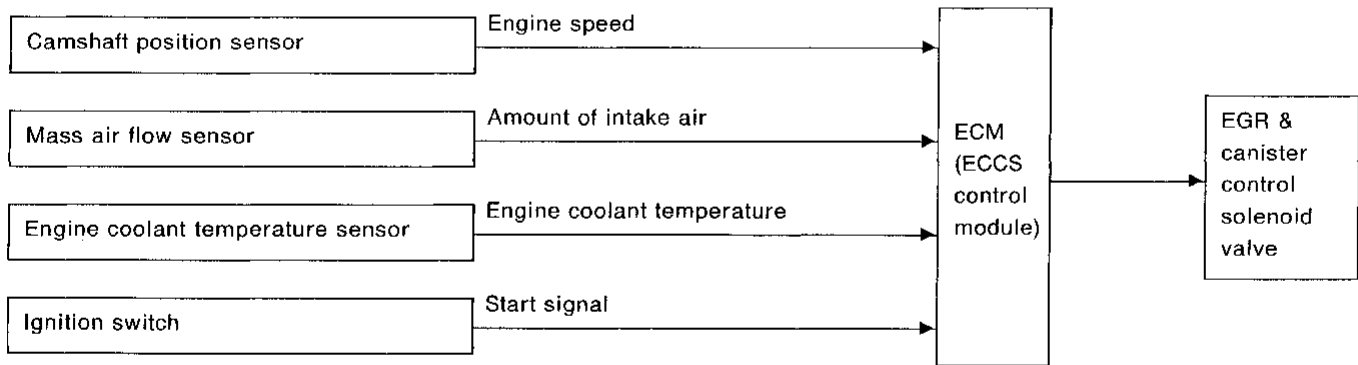 Camshaft position sensor
Engine speed
Mass air flow sensor
Amount of intake air
Engine coolant temperature sensor
Engine coolant temperature
Ignition switch
Start signal
ECM
(ECCS
control
module)
EGR &
canister
control
solenoid
valve